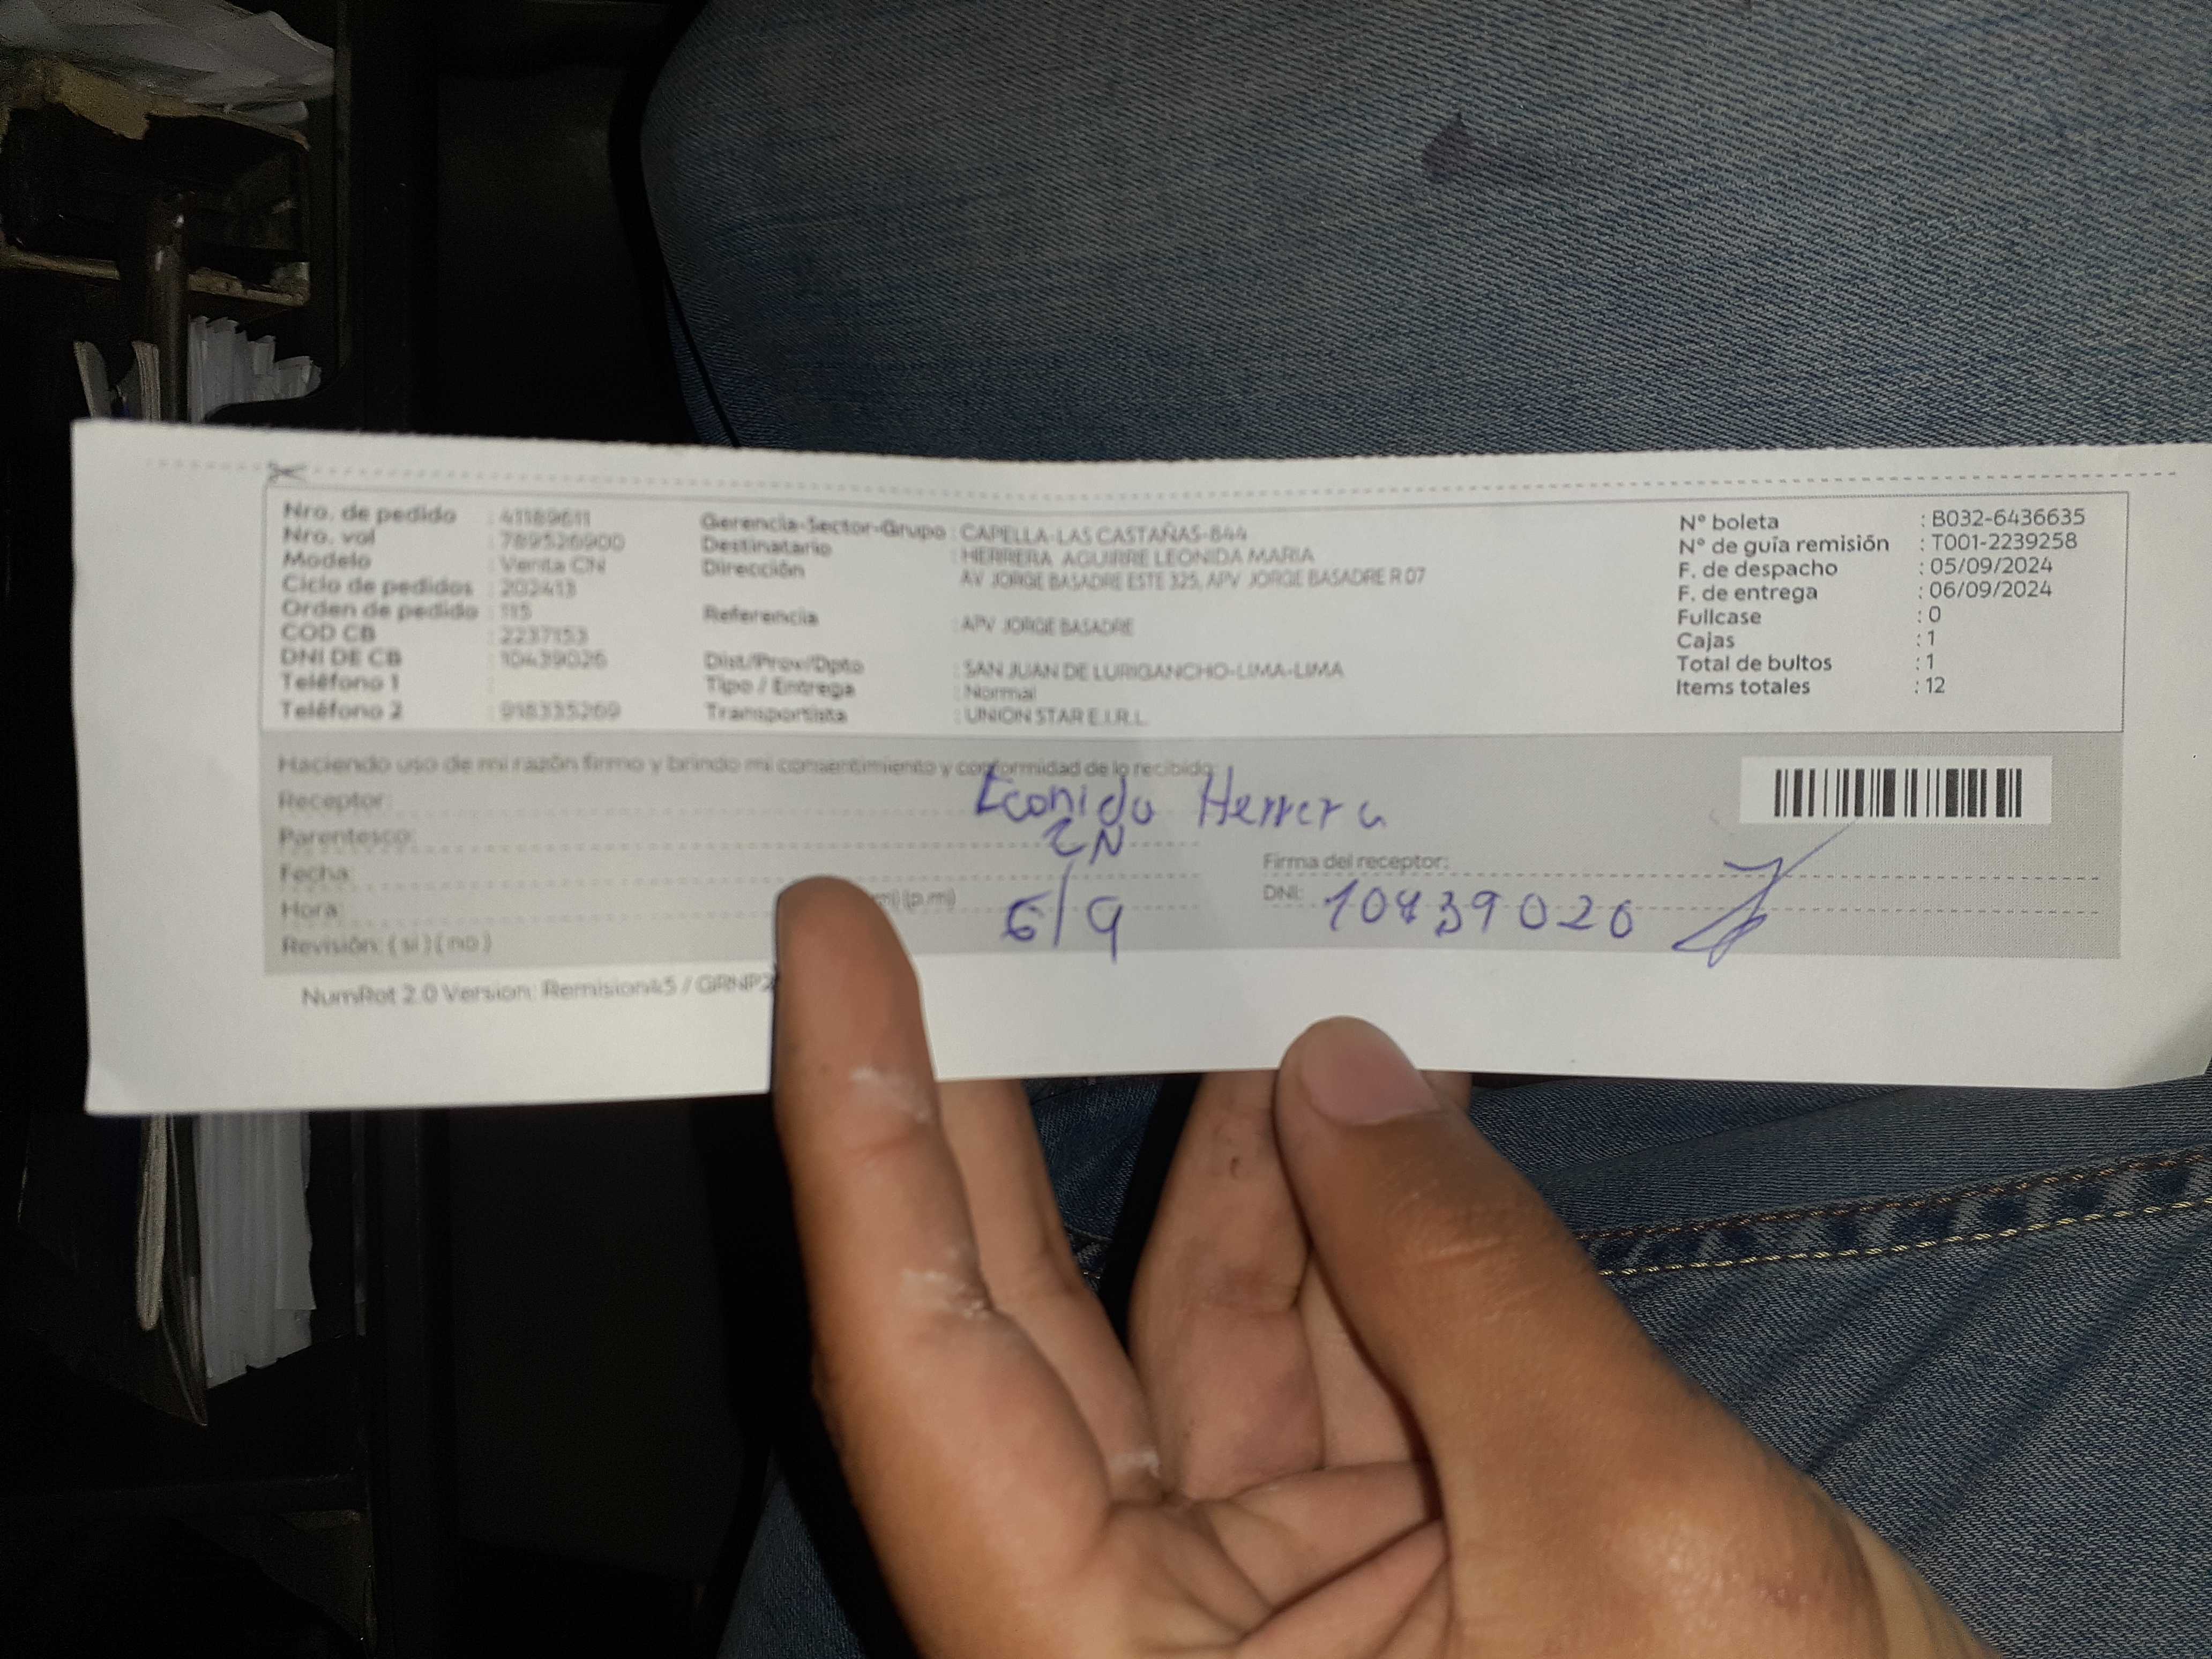 Nro. de pedido : 41189611
Nro. vol : 789526900
Modelo : Venta CN
Ciclo de pedidos : 202413
Orden de pedido : 115
COD CB : 2237153
DNI DE CB : 10439026
Teléfono 1 :
Teléfono 2 : 918335269
Gerencia-Sector-Grupo : CAPELLA-LAS CASTAÑAS-844
Destinatario : HERRERA AGUIRRE LEONIDA MARIA
Dirección AV JORGE BASADRE ESTE 325, APV JORGE BASADRE R 07
Referencia : APV JORGE BASADRE
Dist/Prov/Dpto : SAN JUAN DE LURIGANCHO-LIMA-LIMA
Tipo / Entrega : Normal
Transportista : UNION STAR E.I.R.L.
Nº boleta : B032-6436635
Nº de guía remisión : T001-2239258
F. de despacho : 05/09/2024
F. de entrega : 06/09/2024
Fullcase : 0
Cajas : 1
Total de bultos : 1
Items totales : 12
Haciendo uso de mi razón firmo y brindo mi consentimiento y conformidad de lo recibido:
Receptor: Leonida Herrera
Parentesco: CN
Fecha: 6/9
Hora: (p.m)
Revisión: ( si ) ( no )
Firma del receptor:
DNI: 10439026
NumRot 2.0 Version: Remision4.5 / GRNP2